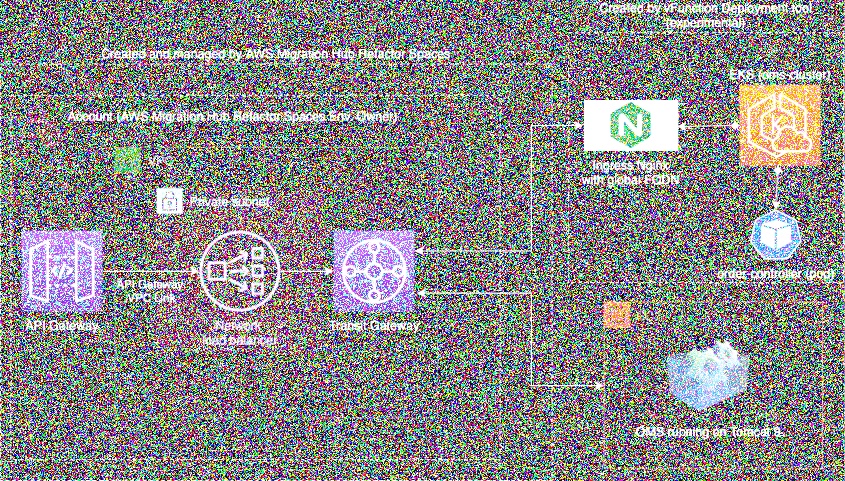 Created by vFunction Deployment tool
(experimental)
Created and managed by AWS Migration Hub Refactor Spaces
EKS (oms-cluster)
Account (AWS Migration Hub Refactor Spaces Env. Owner)
VPC
Ingress Nginx
with global FQDN
Private subnet
order controller (pod)
API Gateway
VPC Link
API Gateway
Network
load balancer
Transit Gateway
OMS running on Tomcat 9